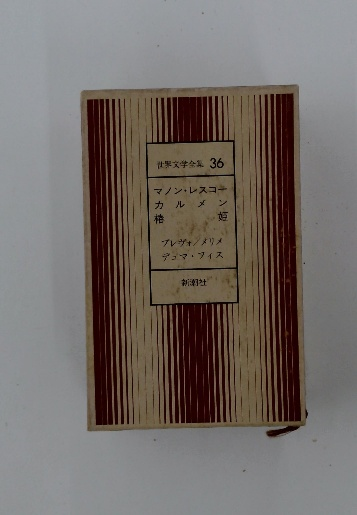 世界文学全集 36
マノン・レスコー
カルメン
椿姫
プレヴォ/メリメ
デュマ・フィス
新潮社